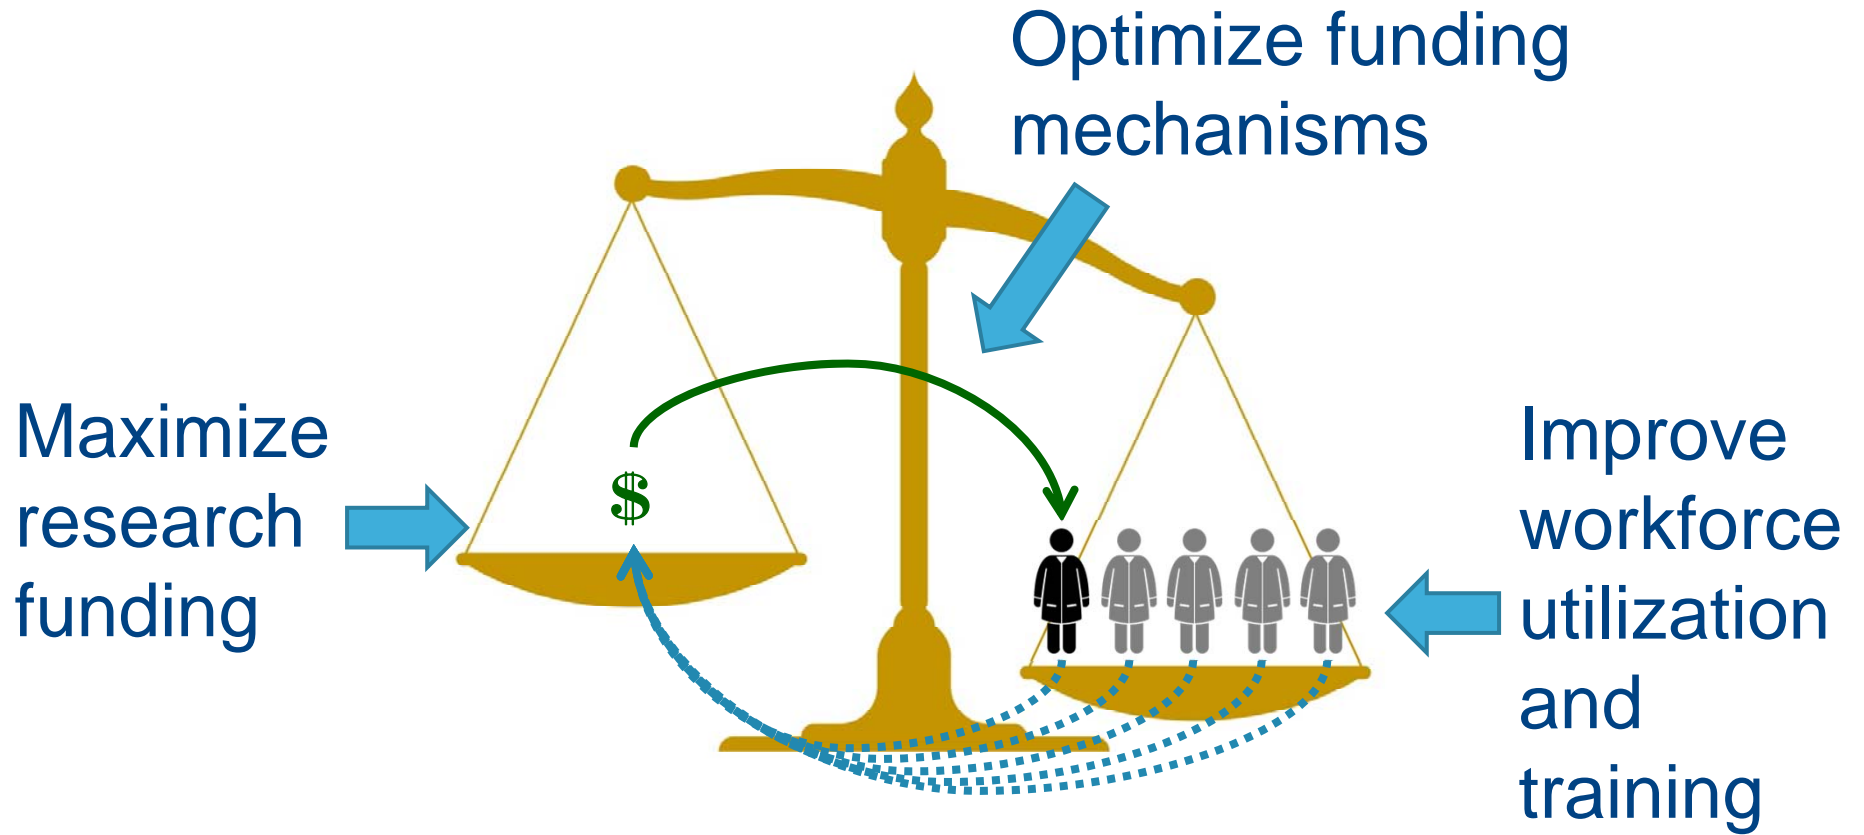 Optimize funding
mechanisms
Maximize
research
funding
$
Improve
workforce
utilization
and
training